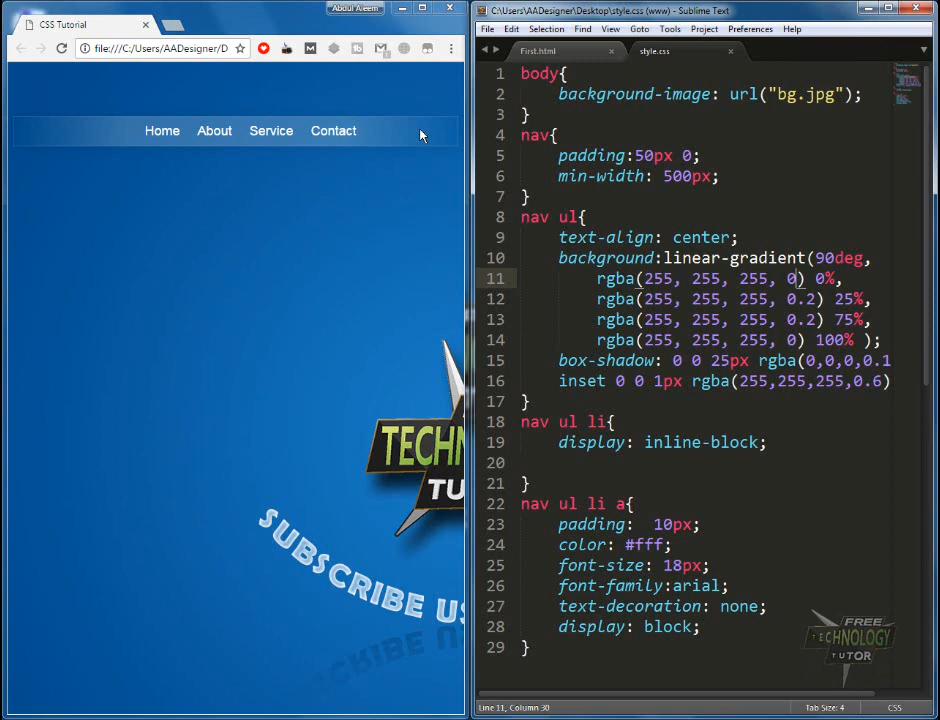 Abdul Aleem
CSS Tutorial
file:///C:/Users/AADesigner/D
Home About Service Contact
TECHN
TU
SUBSCRIBE US
SUBSCRIBE US
C:\Users\AADesigner\Desktop\style.css (www) - Sublime Text
File Edit Selection Find View Goto Tools Project Preferences Help
First.html style.css
1 body{
2 background-image: url("bg.jpg");
3 }
4 nav{
5 padding:50px 0;
6 min-width: 500px;
7 }
8 nav ul{
9 text-align: center;
10 background:linear-gradient(90deg,
11 rgba(255, 255, 255, 0) 0%,
12 rgba(255, 255, 255, 0.2) 25%,
13 rgba(255, 255, 255, 0.2) 75%,
14 rgba(255, 255, 255, 0) 100% );
15 box-shadow: 0 0 25px rgba(0,0,0,0.1
16 inset 0 0 1px rgba(255,255,255,0.6)
17 }
18 nav ul li{
19 display: inline-block;
20
21 }
22 nav ul li a{
23 padding: 10px;
24 color: #fff;
25 font-size: 18px;
26 font-family:arial;
27 text-decoration: none;
28 display: block;
29 }
FREE
TECHNOLOGY
TUTOR
Line 11, Column 30 Tab Size: 4 CSS